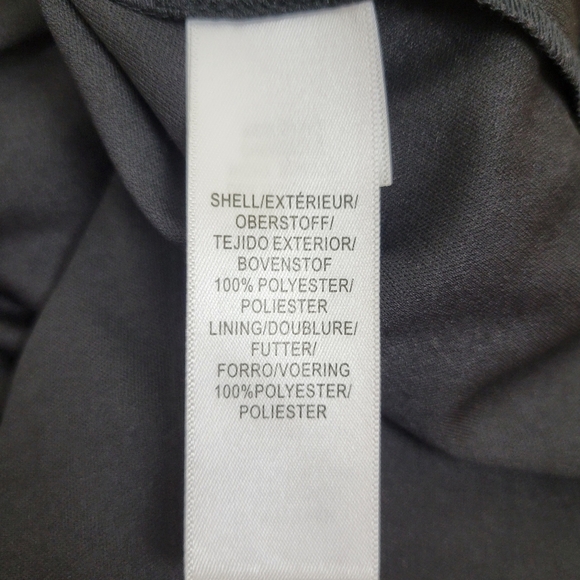 SHELL/EXTÉRIEUR/
OBERSTOFF/
TEJIDO EXTERIOR/
BOVENSTOF
100% POLYESTER/
POLIESTER
LINING/DOUBLURE/
FUTTER/
FORRO/VOERING
100%POLYESTER/
POLIESTER